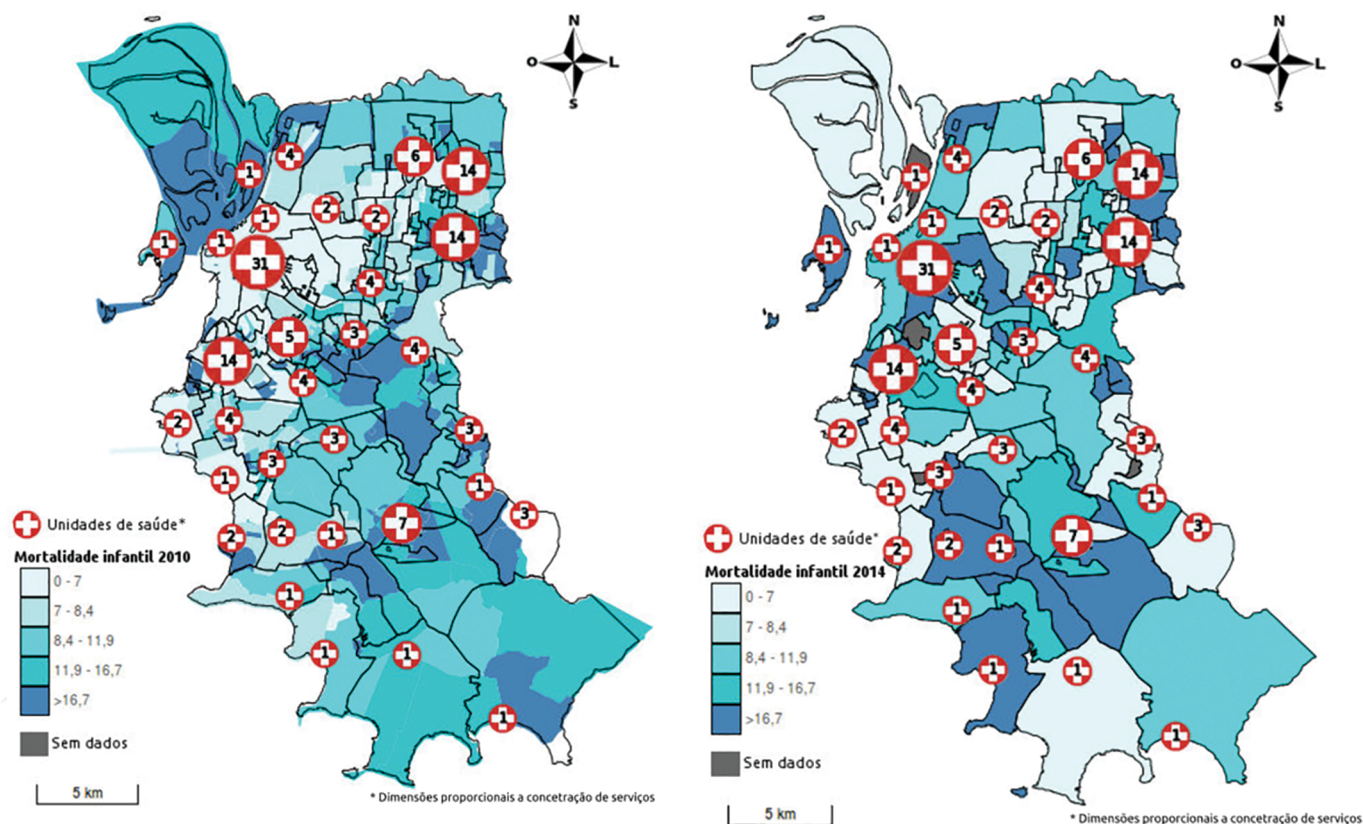 N
O L
S
4
6
14
1
2
2
1
1
1
14
31
4
5
3
4
14
4
2
4
3
3
3
1
1
3
7
2
2
1
1
1
1
1
Unidades de saúde*
Mortalidade infantil 2010
0 - 7
7 - 8,4
8,4 - 11,9
11,9 - 16,7
>16,7
Sem dados
5 km
* Dimensões proporcionais a concetração de serviços
N
O L
S
4
6
14
1
2
2
1
1
1
14
31
4
5
3
4
14
4
2
4
3
3
3
1
1
3
7
2
2
1
1
1
1
1
Unidades de saúde*
Mortalidade infantil 2014
0 - 7
7 - 8,4
8,4 - 11,9
11,9 - 16,7
>16,7
Sem dados
5 km
* Dimensões proporcionais a concetração de serviços